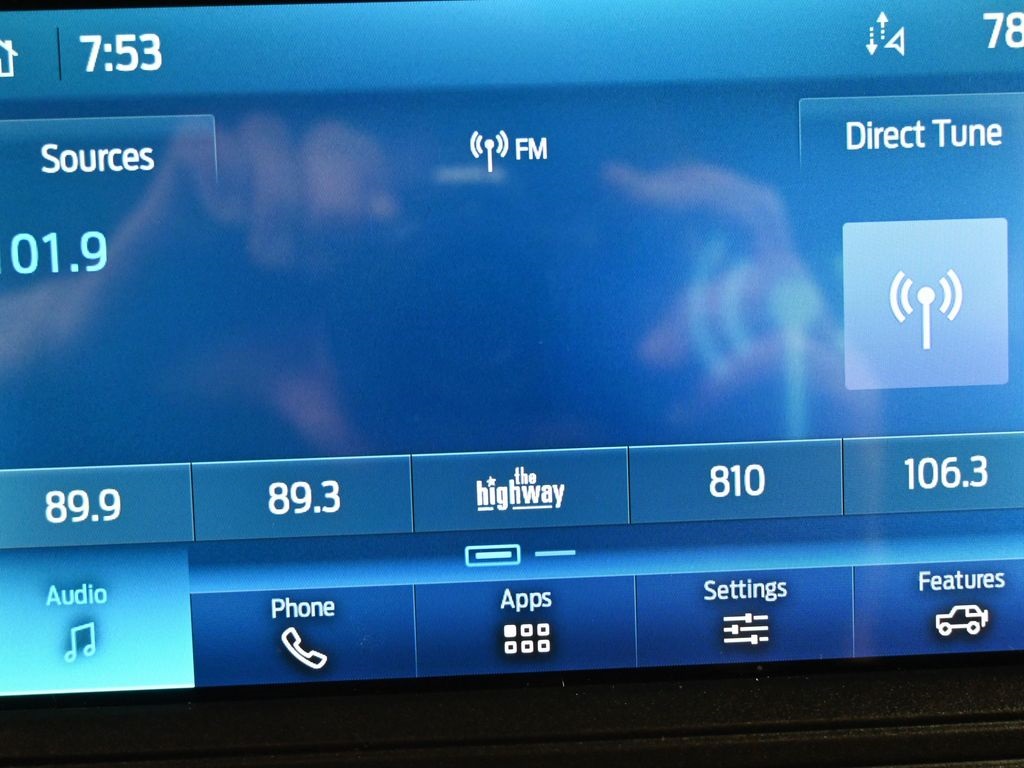 7:53
78
Sources
FM
Direct Tune
101.9
89.9
89.3
the highway
810
106.3
Audio
Phone
Apps
Settings
Features